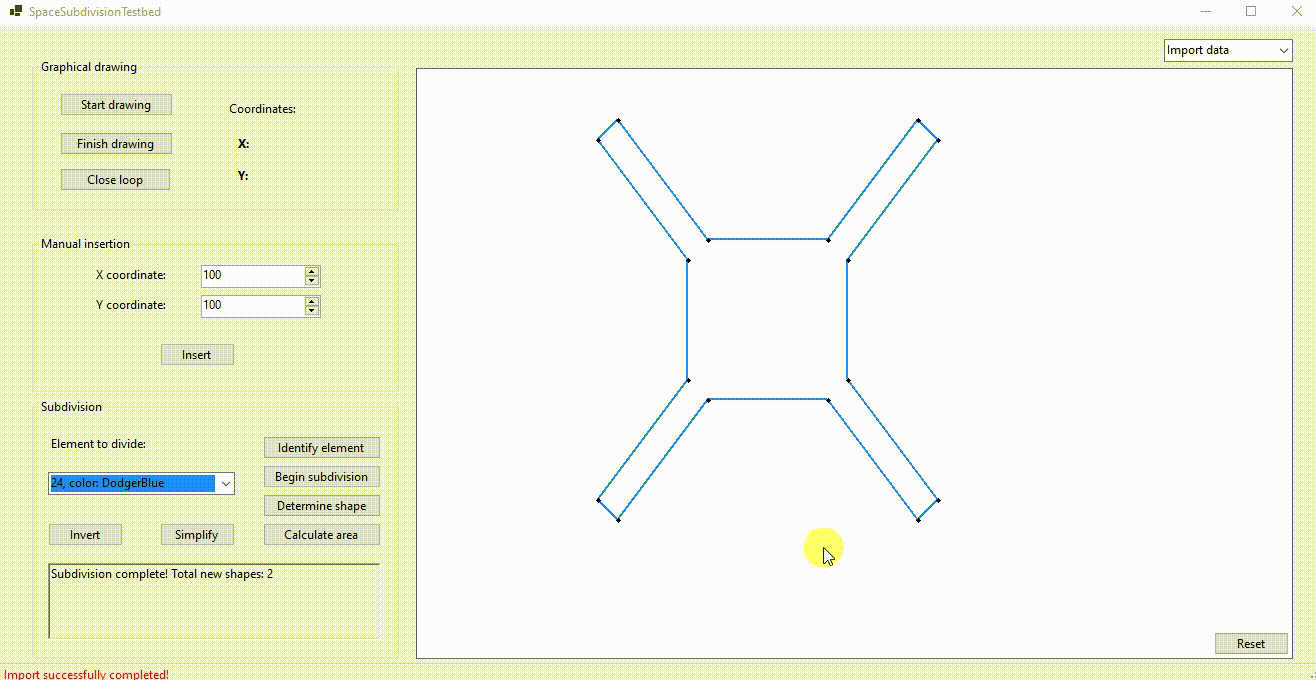 SpaceSubdivisionTestbed
Import data
Graphical drawing
Start drawing
Coordinates:
Finish drawing
X:
Close loop
Y:
Manual insertion
X coordinate:
100
Y coordinate:
100
Insert
Subdivision
Element to divide:
Identify element
24, color: DodgerBlue
Begin subdivision
Determine shape
Invert
Simplify
Calculate area
Subdivision complete! Total new shapes: 2
Reset
Import successfully completed!